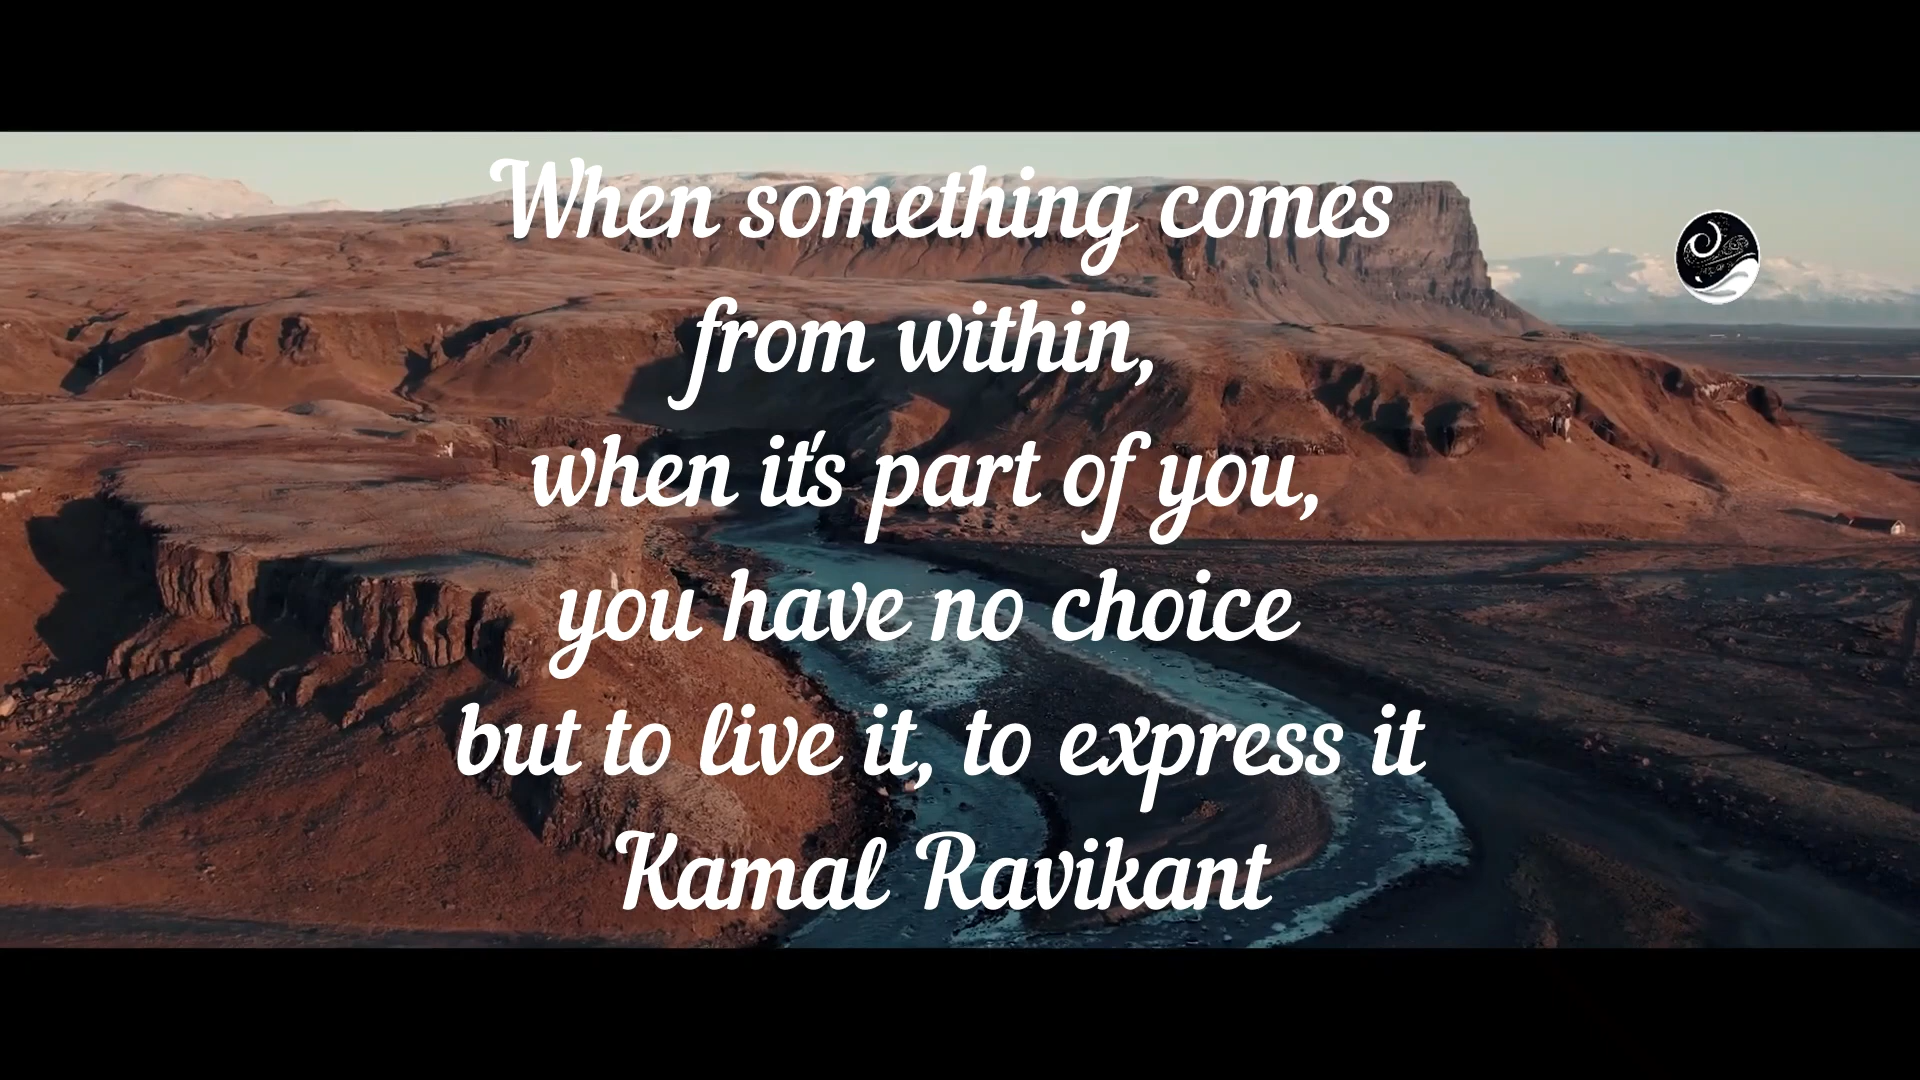 When something comes
from within,
when it's part of you,
you have no choice
but to live it, to express it
Kamal Ravikant